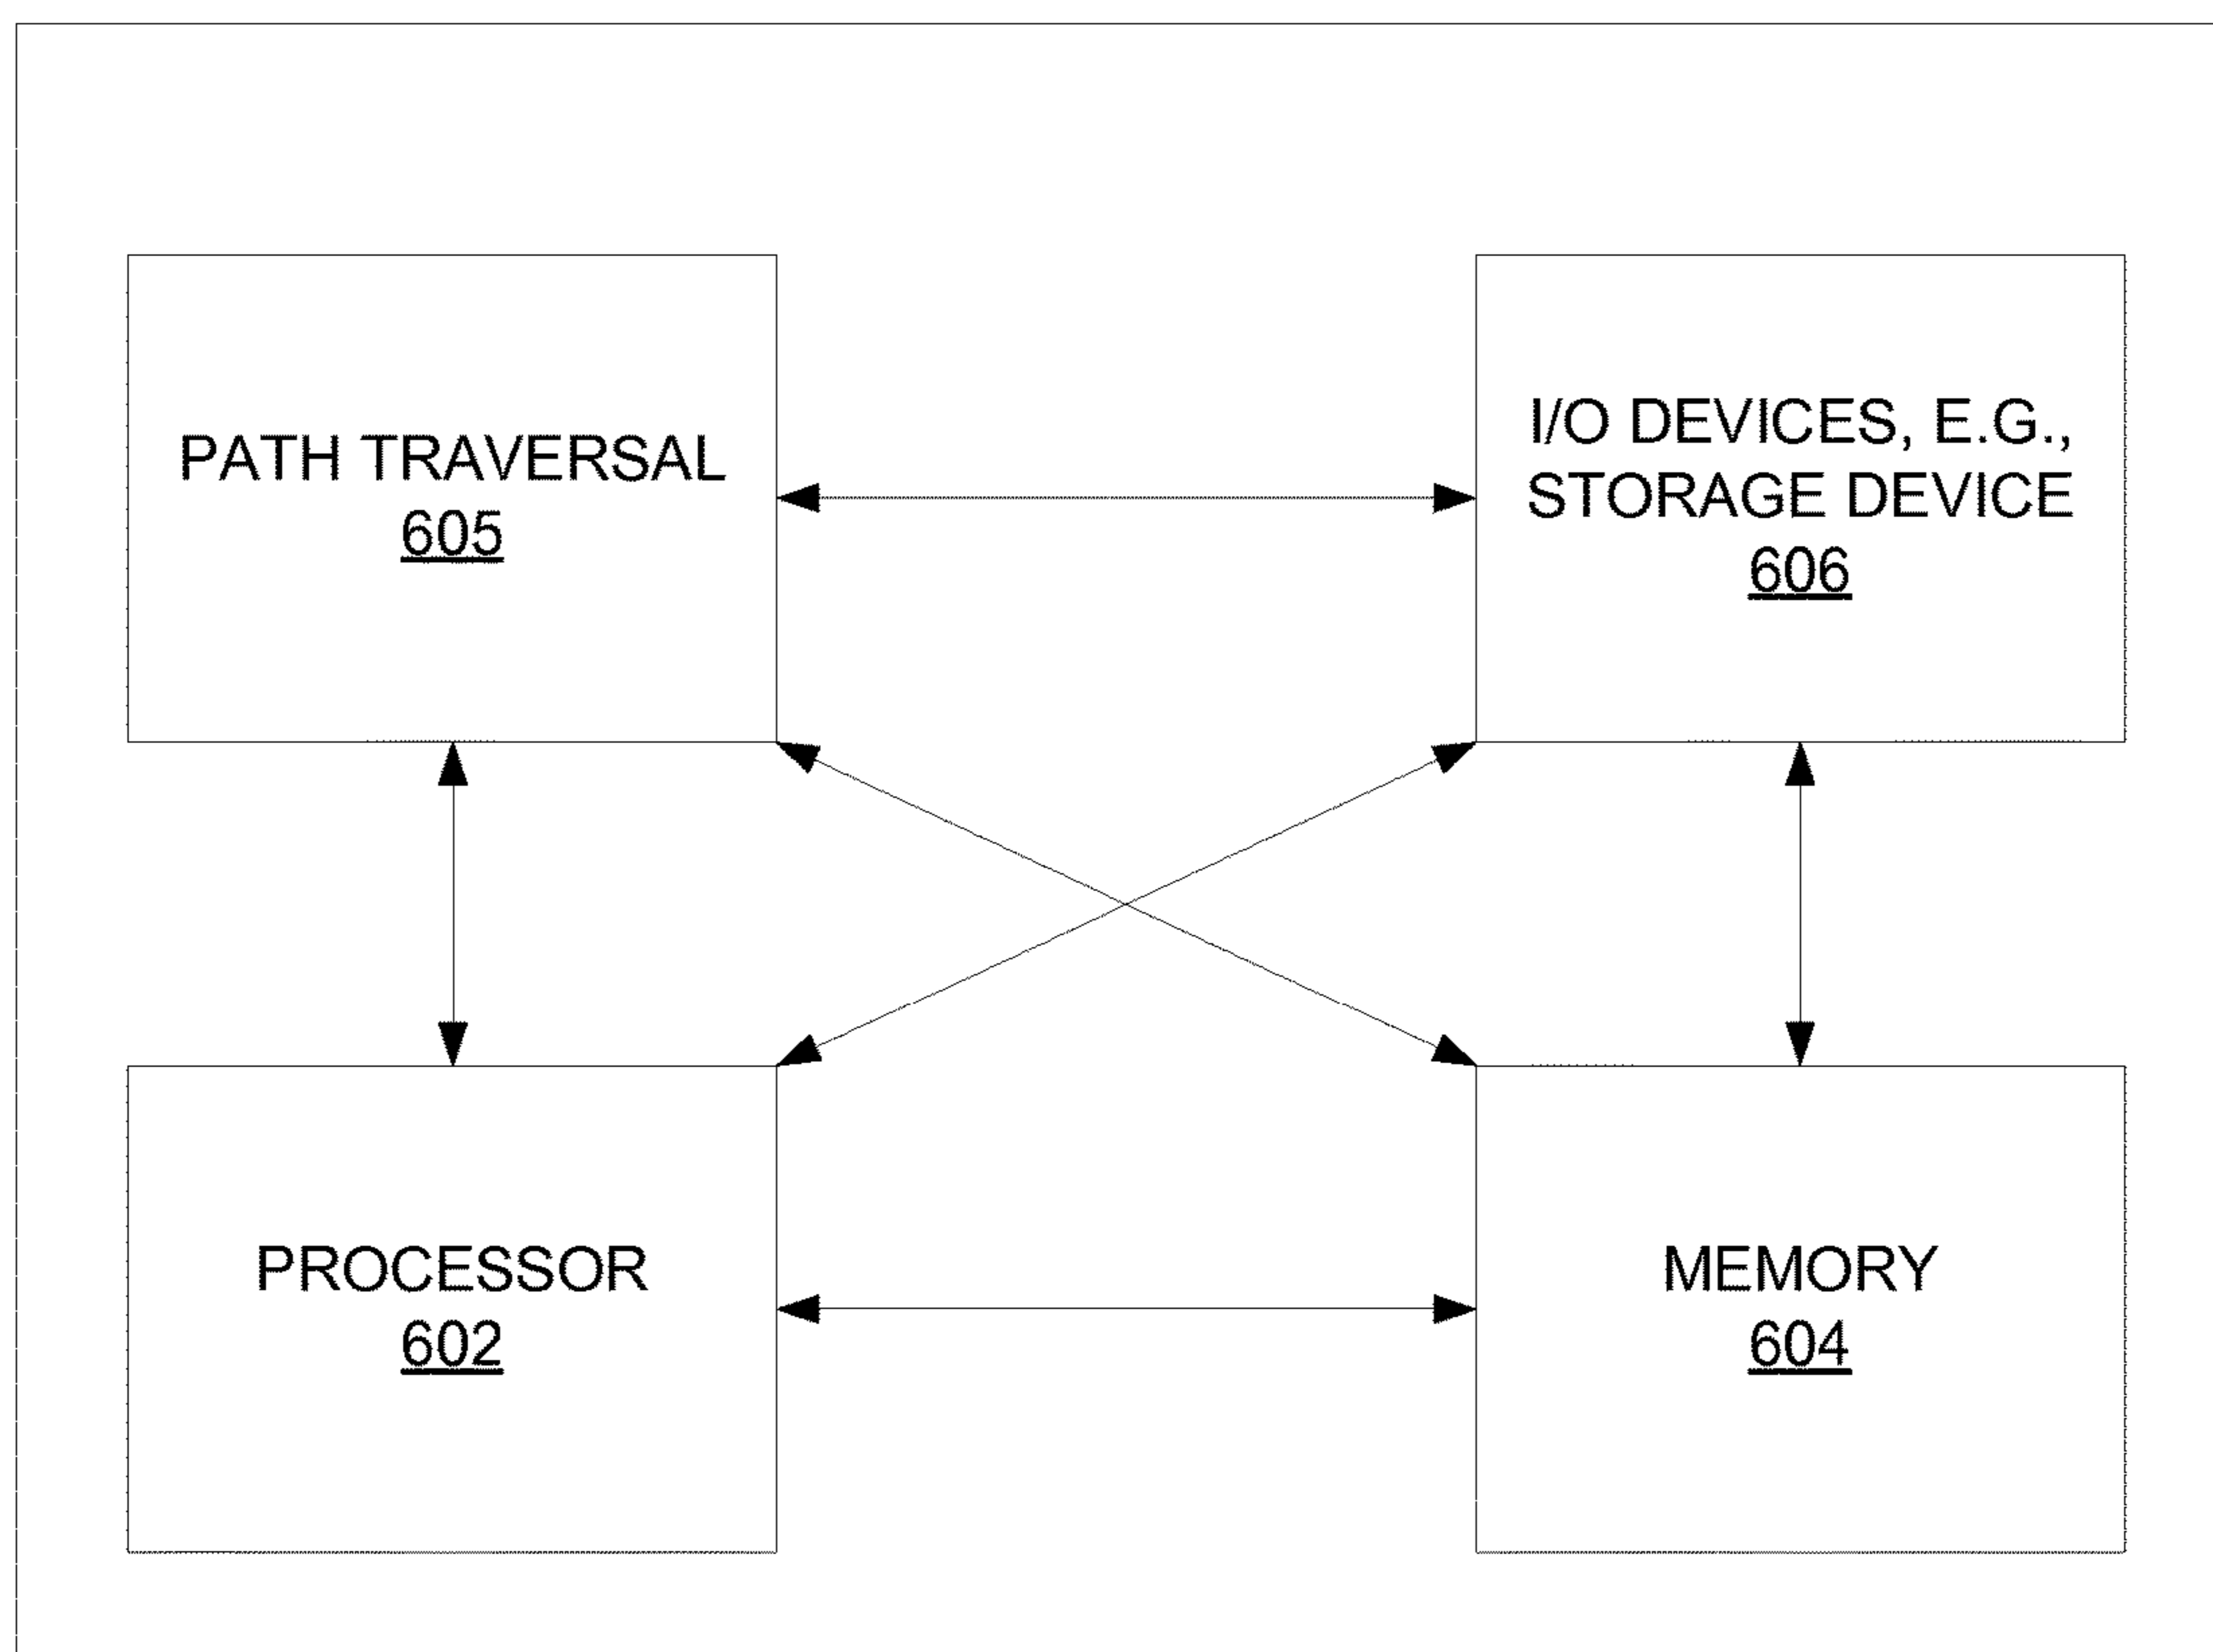 PATH TRAVERSAL
605
I/O DEVICES, E.G.,
STORAGE DEVICE
606
PROCESSOR
602
MEMORY
604